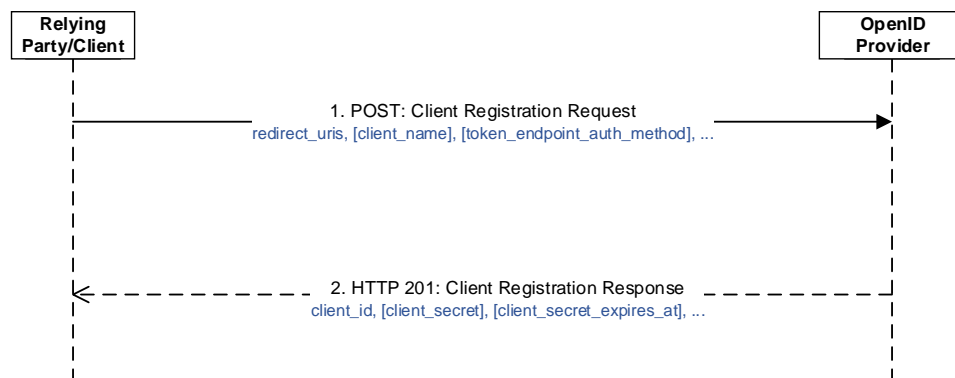 Relying
Party/Client
OpenID
Provider
1. POST: Client Registration Request
redirect_uris, [client_name], [token_endpoint_auth_method], ...
2. HTTP 201: Client Registration Response
client_id, [client_secret], [client_secret_expires_at], ...